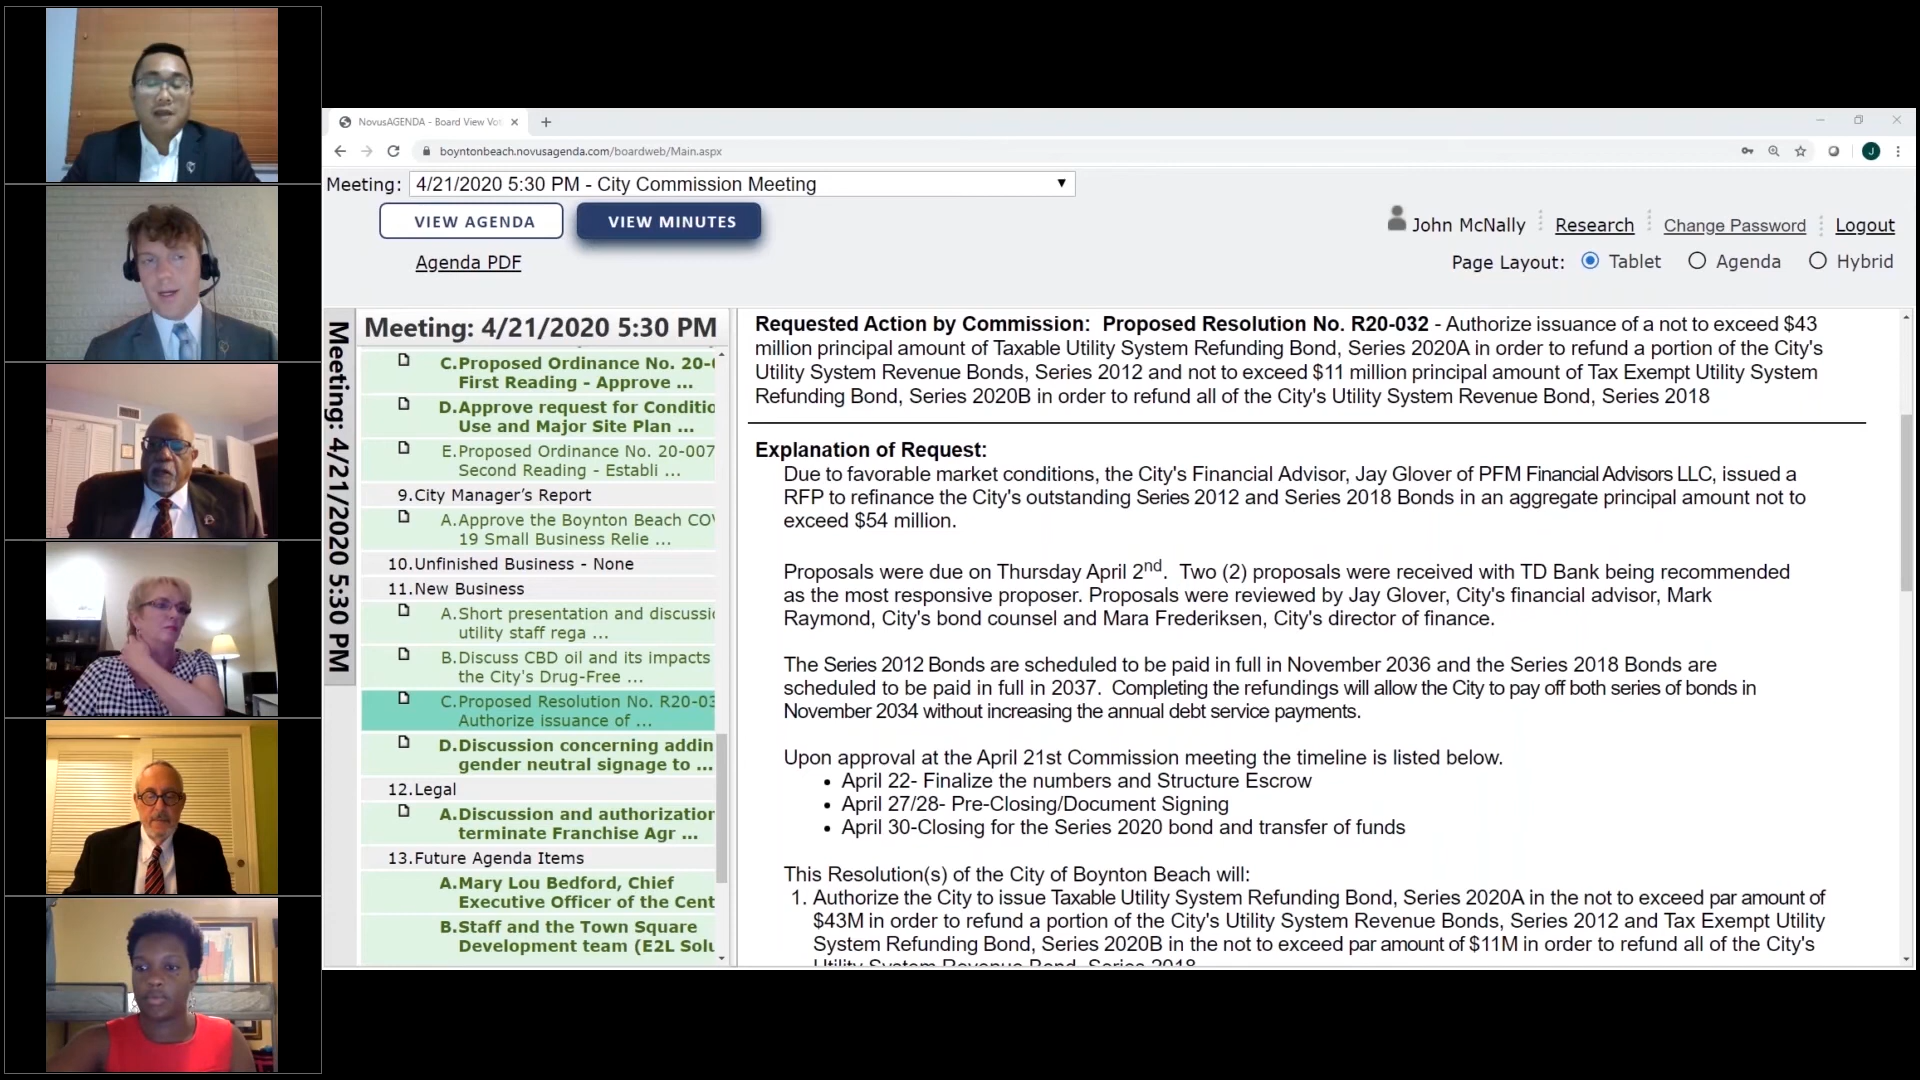 NovusAGENDA - Board View Vo
boyntonbeach.novusagenda.com/boardweb/Main.aspx
J
Meeting: 4/21/2020 5:30 PM - City Commission Meeting
VIEW AGENDA
VIEW MINUTES
Agenda PDF
John McNally
Research
Change Password
Logout
Page Layout: Tablet Agenda Hybrid
Meeting: 4/21/2020 5:30 PM
Meeting: 4/21/2020 5:30 PM
C.Proposed Ordinance No. 20-
First Reading - Approve ...
D.Approve request for Conditio
Use and Major Site Plan ...
E.Proposed Ordinance No. 20-007
Second Reading - Establi ...
9.City Manager's Report
A.Approve the Boynton Beach COV
19 Small Business Relie ...
10.Unfinished Business - None
11.New Business
A.Short presentation and discussic
utility staff rega ...
B.Discuss CBD oil and its impacts
the City's Drug-Free ...
C.Proposed Resolution No. R20-03
Authorize issuance of ...
D.Discussion concerning addin
gender neutral signage to ...
12.Legal
A.Discussion and authorization
terminate Franchise Agr ...
13.Future Agenda Items
A.Mary Lou Bedford, Chief
Executive Officer of the Cent
B.Staff and the Town Square
Development team (E2L Solu
Requested Action by Commission: Proposed Resolution No. R20-032 - Authorize issuance of a not to exceed $43
million principal amount of Taxable Utility System Refunding Bond, Series 2020A in order to refund a portion of the City's
Utility System Revenue Bonds, Series 2012 and not to exceed $11 million principal amount of Tax Exempt Utility System
Refunding Bond, Series 2020B in order to refund all of the City's Utility System Revenue Bond, Series 2018
Explanation of Request:
Due to favorable market conditions, the City's Financial Advisor, Jay Glover of PFM Financial Advisors LLC, issued a
RFP to refinance the City's outstanding Series 2012 and Series 2018 Bonds in an aggregate principal amount not to
exceed $54 million.
Proposals were due on Thursday April 2nd. Two (2) proposals were received with TD Bank being recommended
as the most responsive proposer. Proposals were reviewed by Jay Glover, City's financial advisor, Mark
Raymond, City's bond counsel and Mara Frederiksen, City's director of finance.
The Series 2012 Bonds are scheduled to be paid in full in November 2036 and the Series 2018 Bonds are
scheduled to be paid in full in 2037. Completing the refundings will allow the City to pay off both series of bonds in
November 2034 without increasing the annual debt service payments.
Upon approval at the April 21st Commission meeting the timeline is listed below.
• April 22- Finalize the numbers and Structure Escrow
• April 27/28- Pre-Closing/Document Signing
• April 30-Closing for the Series 2020 bond and transfer of funds
This Resolution(s) of the City of Boynton Beach will:
1. Authorize the City to issue Taxable Utility System Refunding Bond, Series 2020A in the not to exceed par amount of
$43M in order to refund a portion of the City's Utility System Revenue Bonds, Series 2012 and Tax Exempt Utility
System Refunding Bond, Series 2020B in the not to exceed par amount of $11M in order to refund all of the City's
Utility System Revenue Bond, Series 2018